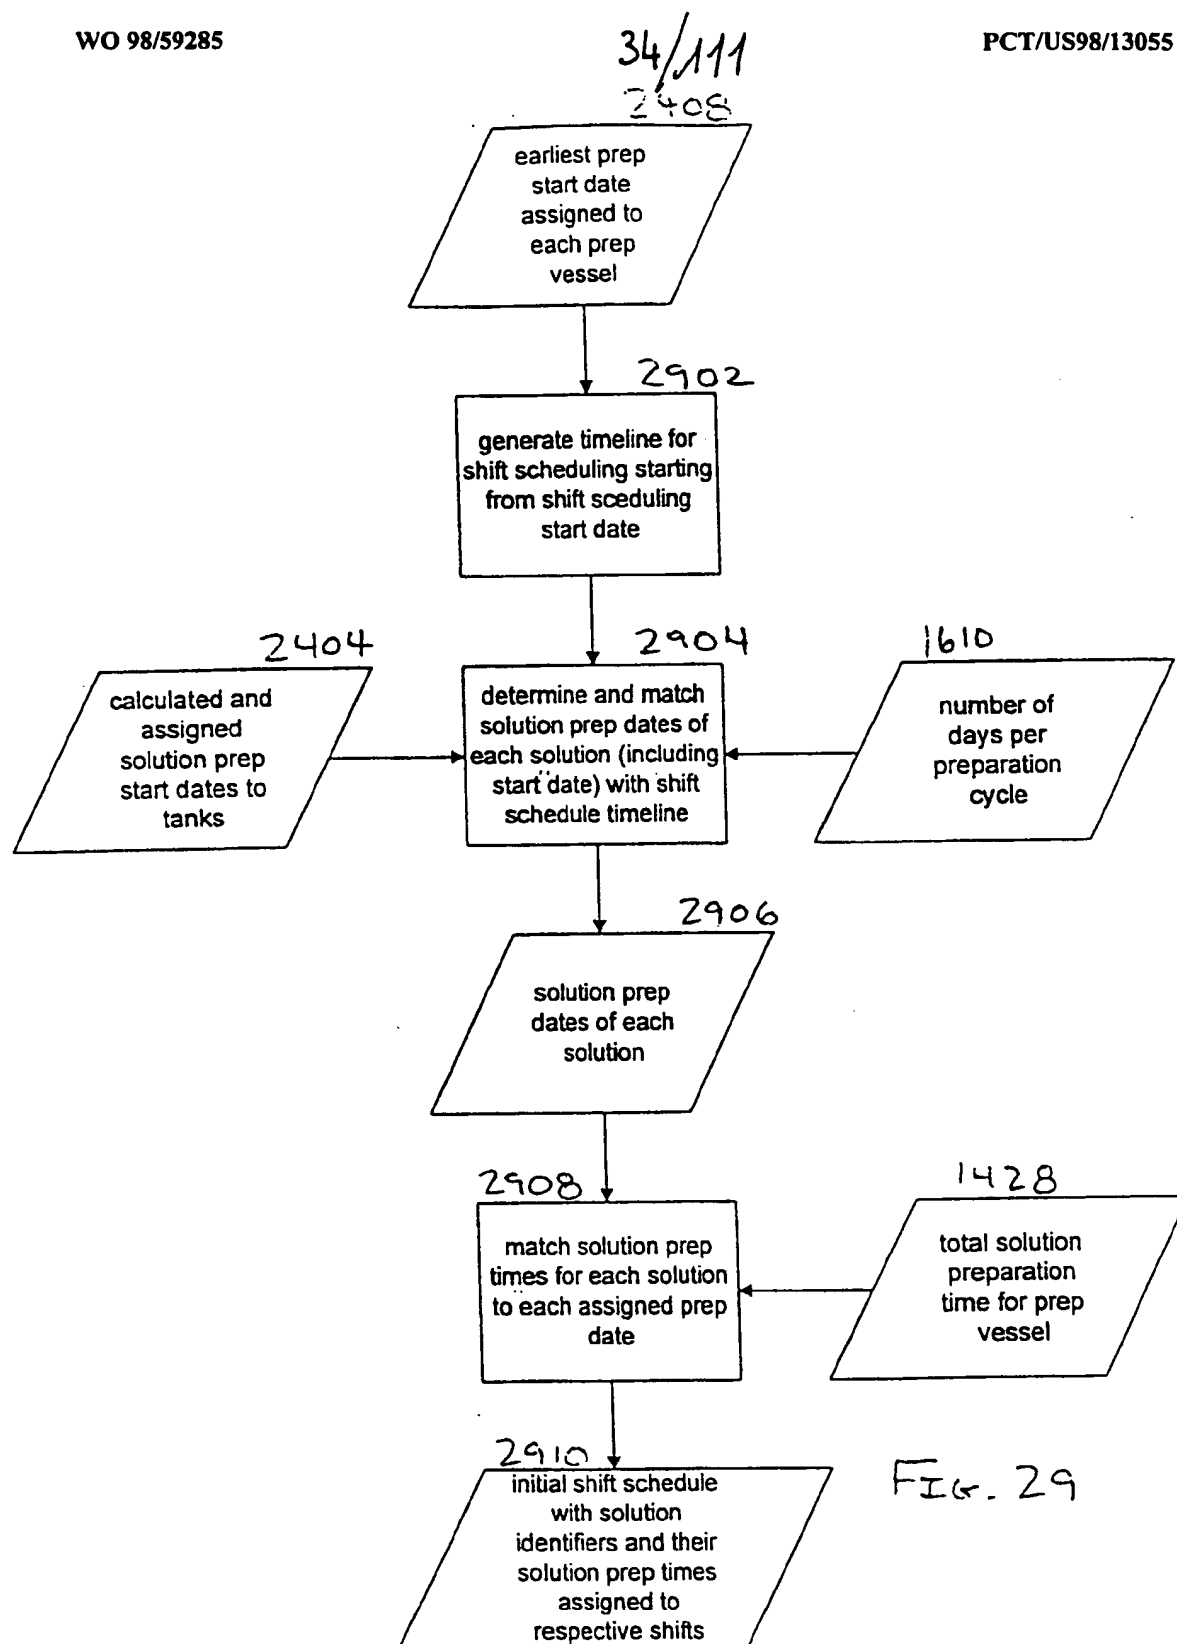 WO 98/59285
34/111
PCT/US98/13055
2408
earliest prep
start date
assigned to
each prep
vessel
2902
generate timeline for
shift scheduling starting
from shift sceduling
start date
2404
calculated and
assigned
solution prep
start dates to
tanks
2904
determine and match
solution prep dates of
each solution (including
start date) with shift
schedule timeline
1610
number of
days per
preparation
cycle
2906
solution prep
dates of each
solution
2908
match solution prep
times for each solution
to each assigned prep
date
1428
total solution
preparation
time for prep
vessel
2910
initial shift schedule
with solution
identifiers and their
solution prep times
assigned to
respective shifts
FIG. 29